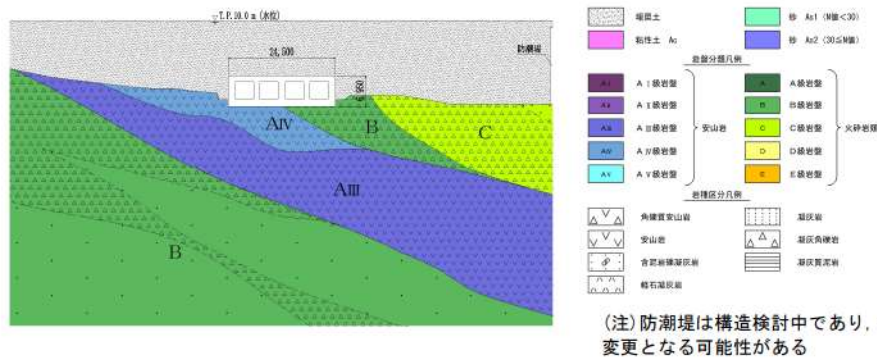 T.P.10.0 m (水位)
24,500
防潮堤
6,950
AIV
B
C
AIII
B
埋戻土
砂 As1 (N値<30)
粘性土 Ac
砂 As2 (30≦N値)
岩盤分類凡例
AⅠ AⅠ級岩盤
A A級岩盤
AⅡ AⅡ級岩盤
B B級岩盤
AⅢ AⅢ級岩盤
安山岩
C C級岩盤
火砕岩類
AⅣ AⅣ級岩盤
D D級岩盤
AⅤ AⅤ級岩盤
E E級岩盤
岩種区分凡例
角礫質安山岩
凝灰岩
安山岩
凝灰角礫岩
含泥岩礫凝灰岩
凝灰質泥岩
軽石凝灰岩
(注)防潮堤は構造検討中であり,
変更となる可能性がある